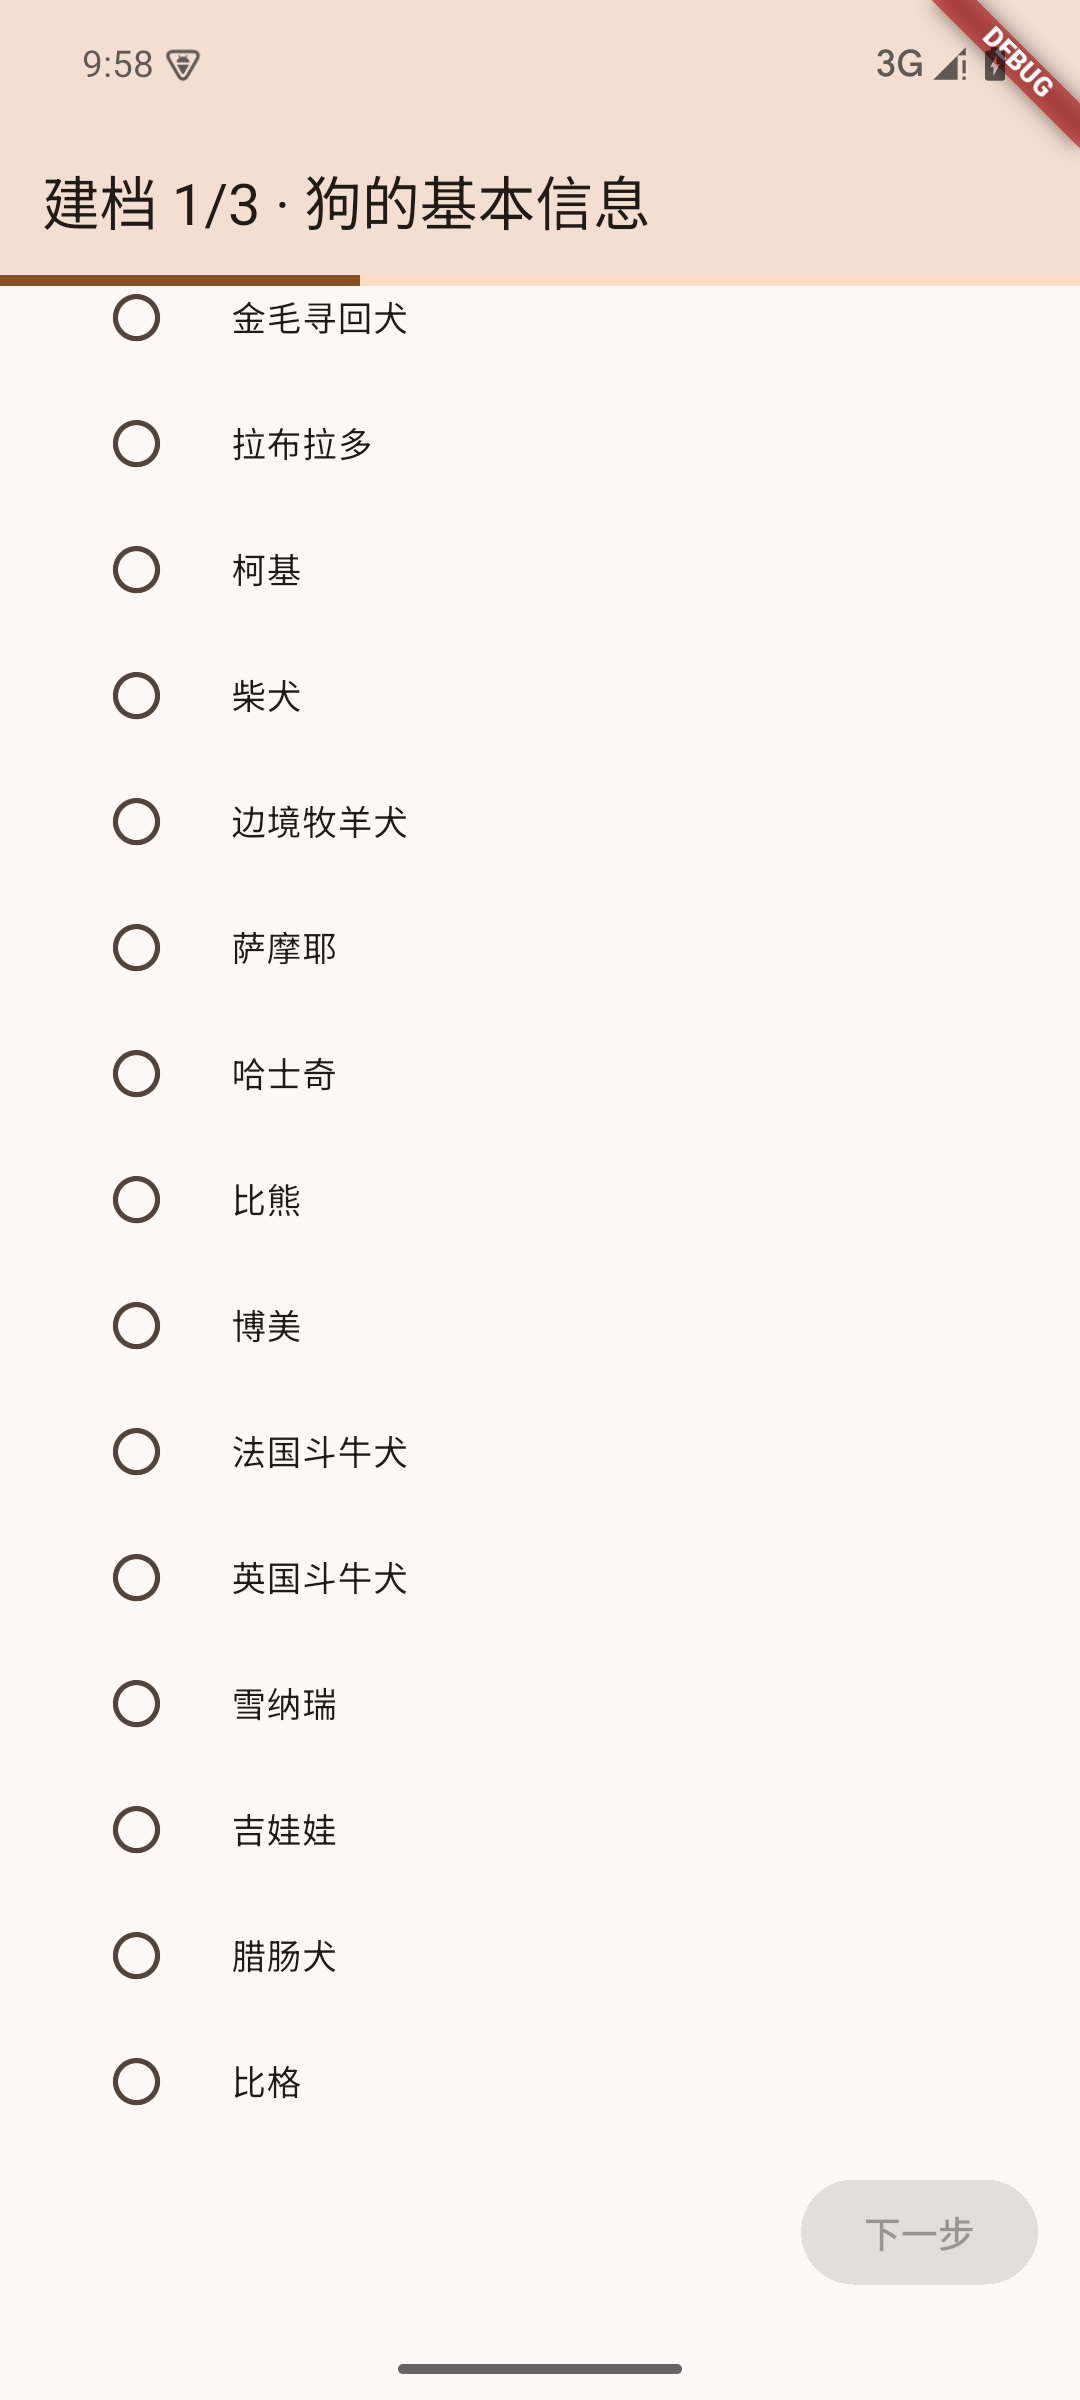 9:58
3G
DEBUG
建档 1/3 · 狗的基本信息
金毛寻回犬
拉布拉多
柯基
柴犬
边境牧羊犬
萨摩耶
哈士奇
比熊
博美
法国斗牛犬
英国斗牛犬
雪纳瑞
吉娃娃
腊肠犬
比格
下一步